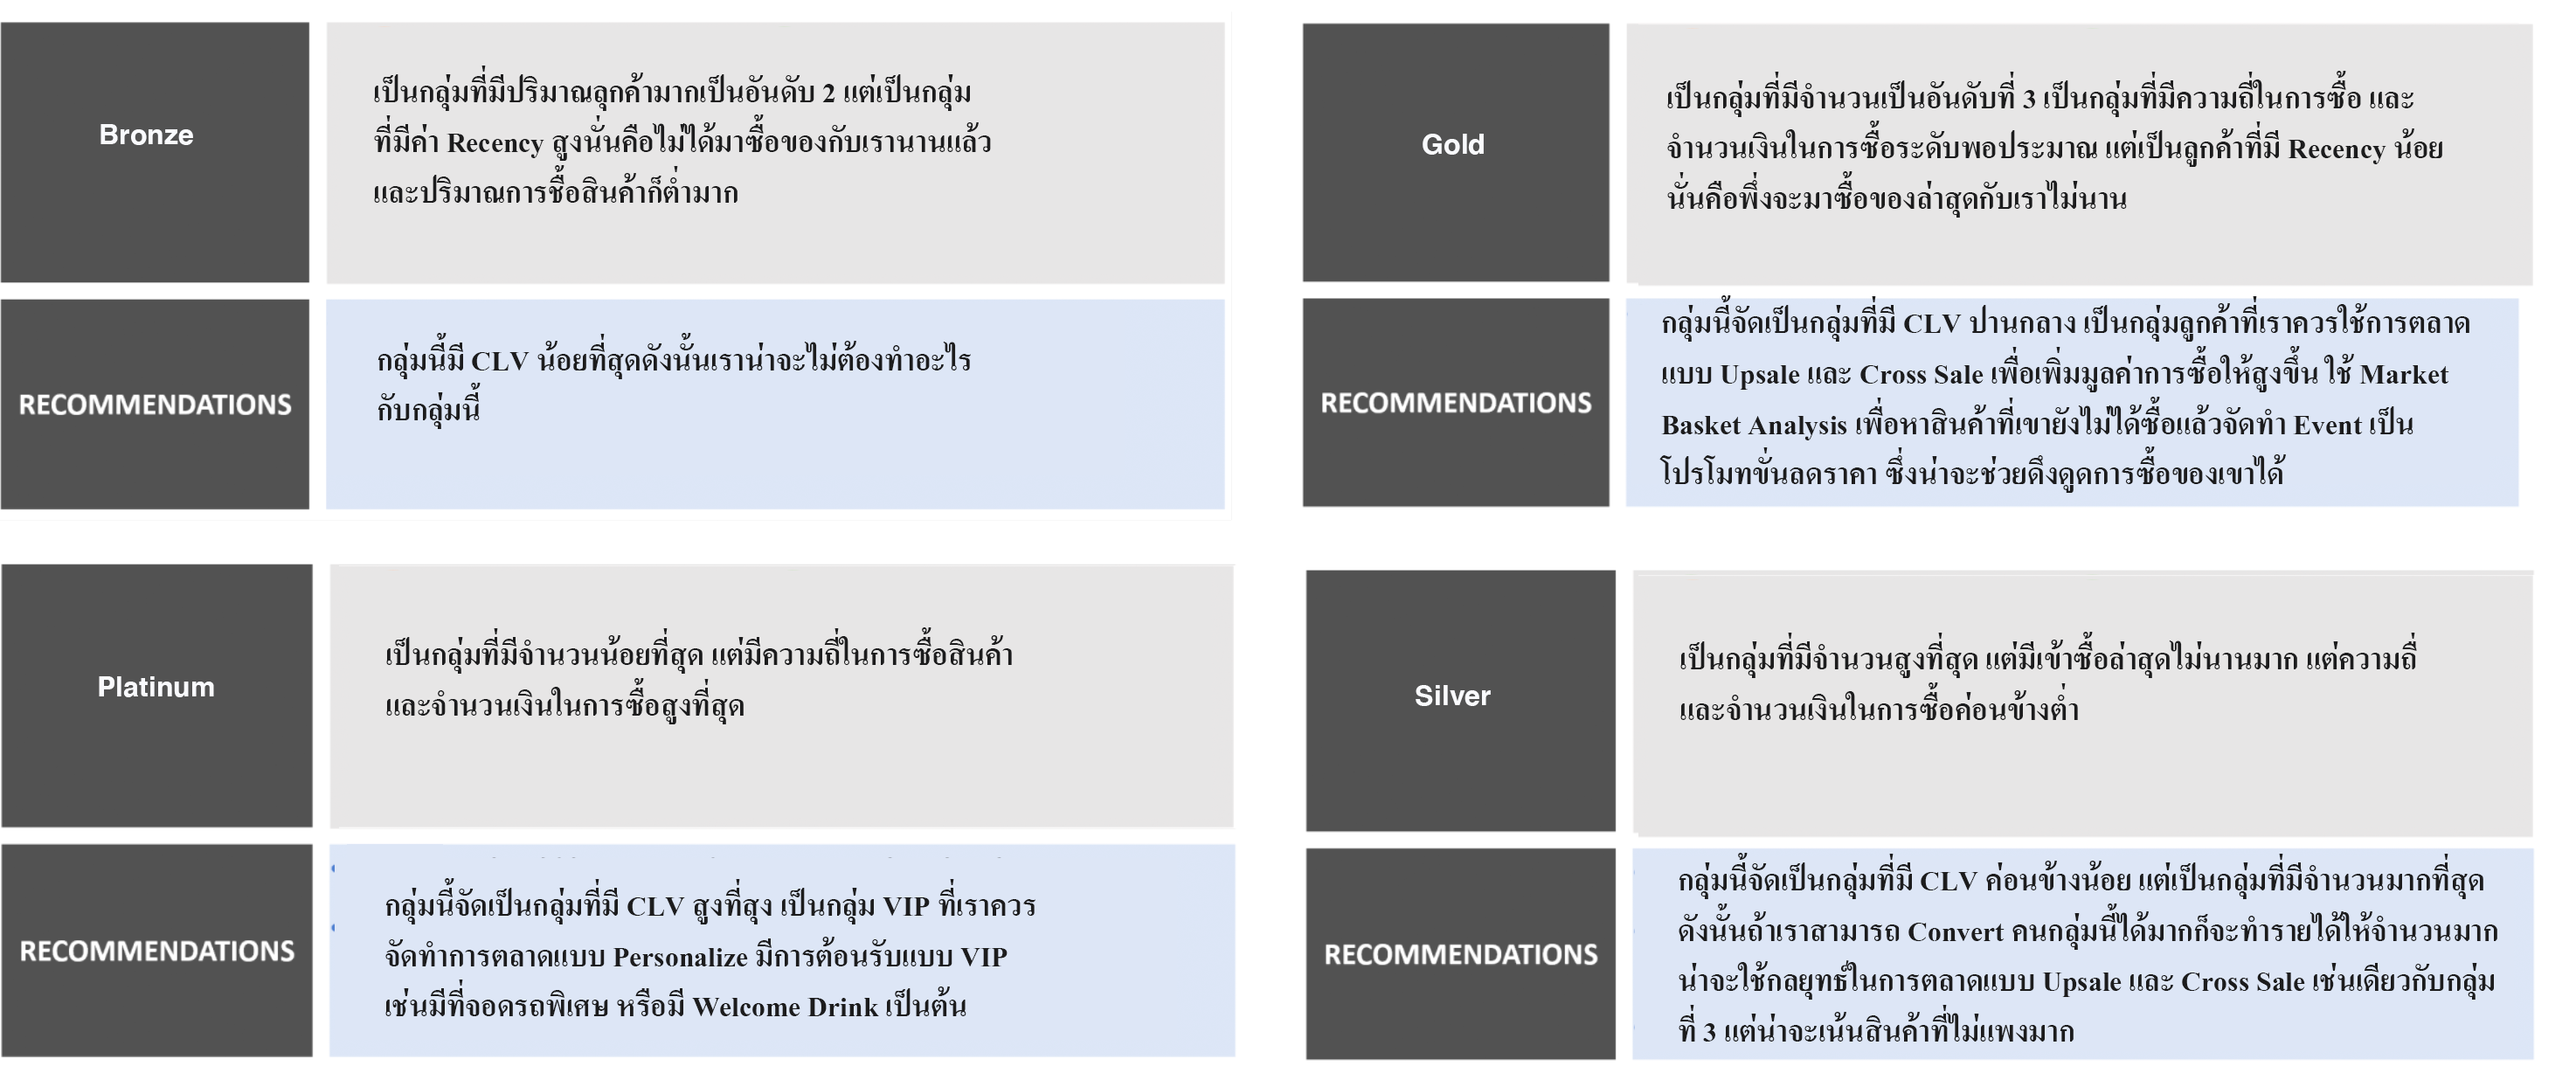 Bronze
เป็นกลุ่มที่มีปริมาณลูกค้ามากเป็นอันดับ 2 แต่เป็นกลุ่ม
ที่มีค่า Recency สูงนั่นคือไม่ได้มาซื้อของกับเรานานแล้ว
และปริมาณการซื้อสินค้าก็ต่ำมาก
RECOMMENDATIONS
กลุ่มนี้มี CLV น้อยที่สุดดังนั้นเราน่าจะไม่ต้องทำอะไร
กับกลุ่มนี้
Gold
เป็นกลุ่มที่มีจำนวนเป็นอันดับที่ 3 เป็นกลุ่มที่มีความถี่ในการซื้อ และ
จำนวนเงินในการซื้อระดับพอประมาณ แต่เป็นลูกค้าที่มี Recency น้อย
นั่นคือพึ่งจะมาซื้อของล่าสุดกับเราไม่นาน
RECOMMENDATIONS
กลุ่มนี้จัดเป็นกลุ่มที่มี CLV ปานกลาง เป็นกลุ่มลูกค้าที่เราควรใช้การตลาด
แบบ Upsale และ Cross Sale เพื่อเพิ่มมูลค่าการซื้อให้สูงขึ้น ใช้ Market
Basket Analysis เพื่อหาสินค้าที่เขายังไม่ได้ซื้อแล้วจัดทำ Event เป็น
โปรโมทขั่นลดราคา ซึ่งน่าจะช่วยดึงดูดการซื้อของเขาได้
Platinum
เป็นกลุ่มที่มีจำนวนน้อยที่สุด แต่มีความถี่ในการซื้อสินค้า
และจำนวนเงินในการซื้อสูงที่สุด
RECOMMENDATIONS
กลุ่มนี้จัดเป็นกลุ่มที่มี CLV สูงที่สุง เป็นกลุ่ม VIP ที่เราควร
จัดทำการตลาดแบบ Personalize มีการต้อนรับแบบ VIP
เช่นมีที่จอดรถพิเศษ หรือมี Welcome Drink เป็นต้น
Silver
เป็นกลุ่มที่มีจำนวนสูงที่สุด แต่มีเข้าซื้อล่าสุดไม่นานมาก แต่ความถี่
และจำนวนเงินในการซื้อค่อนข้างต่ำ
RECOMMENDATIONS
กลุ่มนี้จัดเป็นกลุ่มที่มี CLV ค่อนข้างน้อย แต่เป็นกลุ่มที่มีจำนวนมากที่สุด
ดังนั้นถ้าเราสามารถ Convert คนกลุ่มนี้ได้มากก็จะทำรายได้ให้จำนวนมาก
น่าจะใช้กลยุทธ์ในการตลาดแบบ Upsale และ Cross Sale เช่นเดียวกับกลุ่ม
ที่ 3 แต่น่าจะเน้นสินค้าที่ไม่แพงมาก